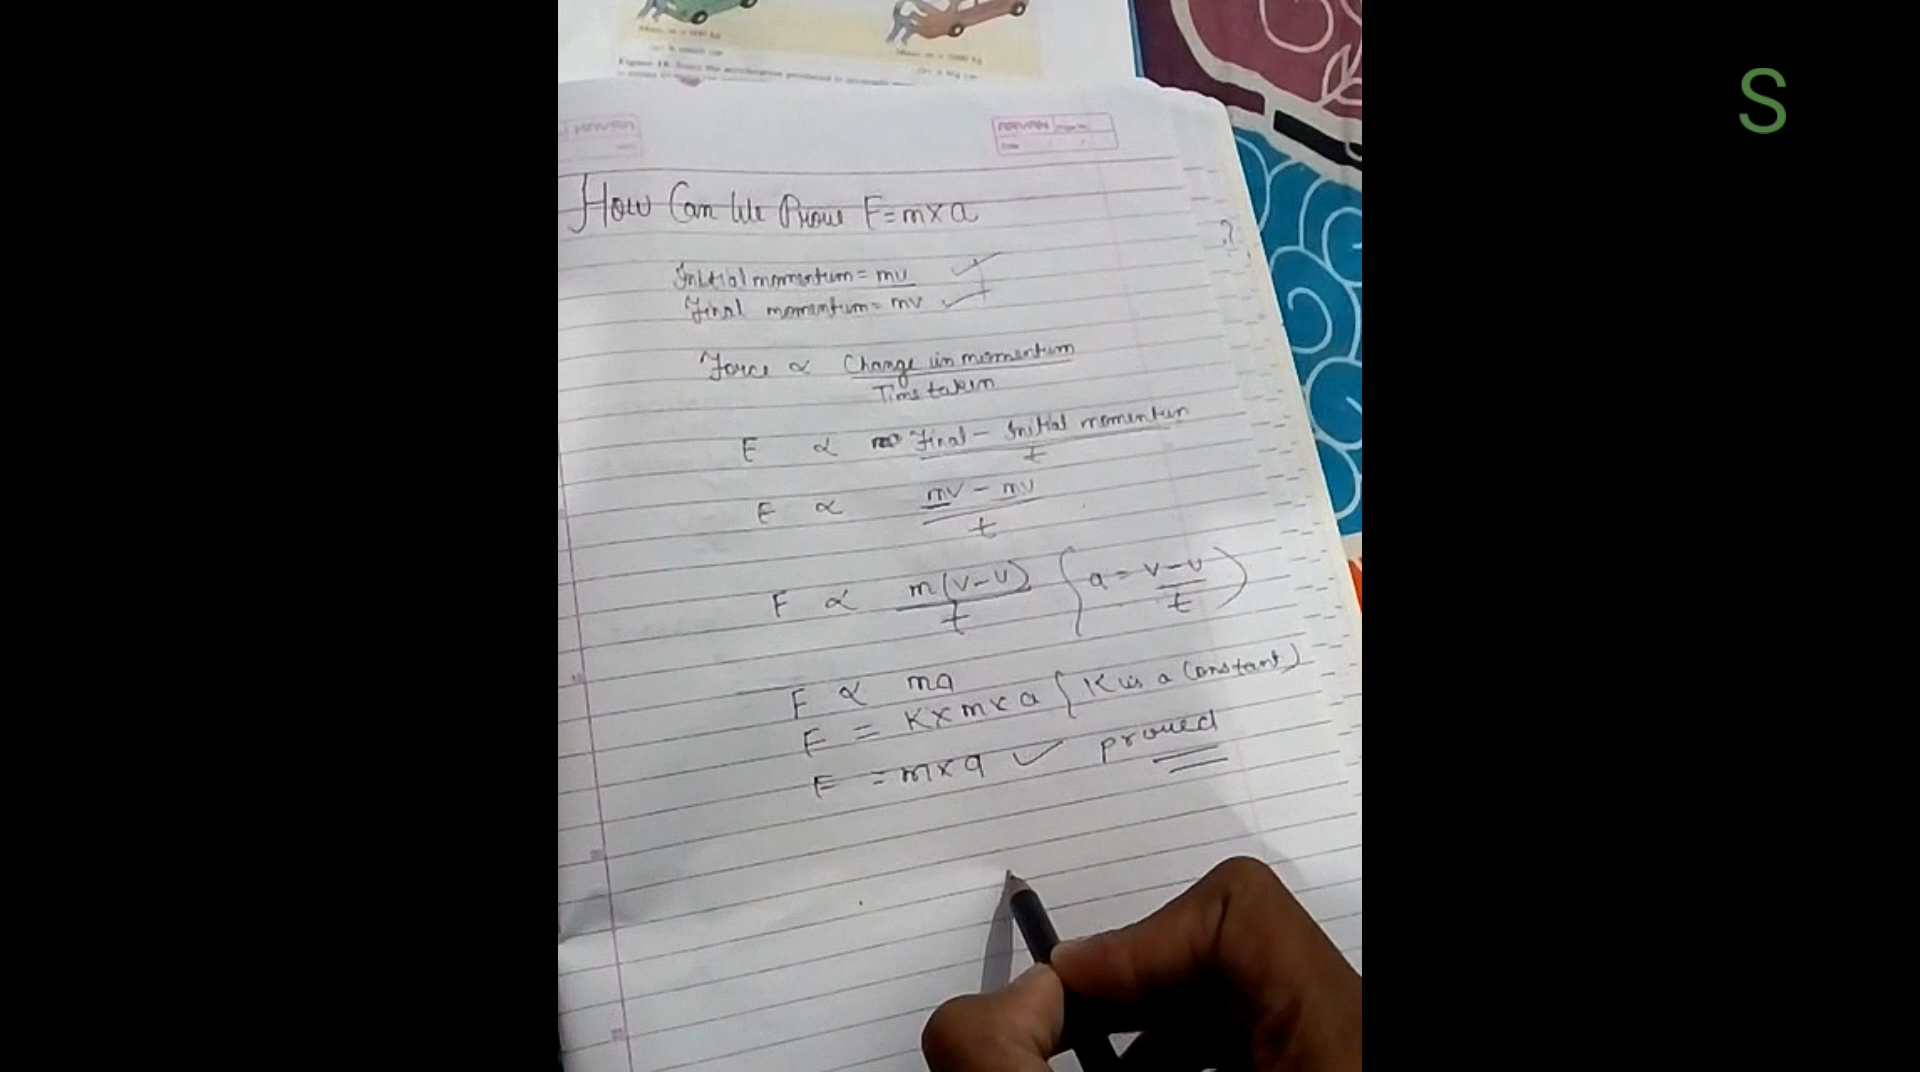 S
How Can We Prove F=mxa
Initial momentum = mu
Final momentum = mv
Force ∝ Change in momentum
Time taken
F ∝ Final - Initial momentum
t
F ∝ mv - mu
t
F ∝ m(v-u) (a = v-u)
t t
F ∝ ma
F = K×m×a (K is a constant)
F = m×a ✓ proved